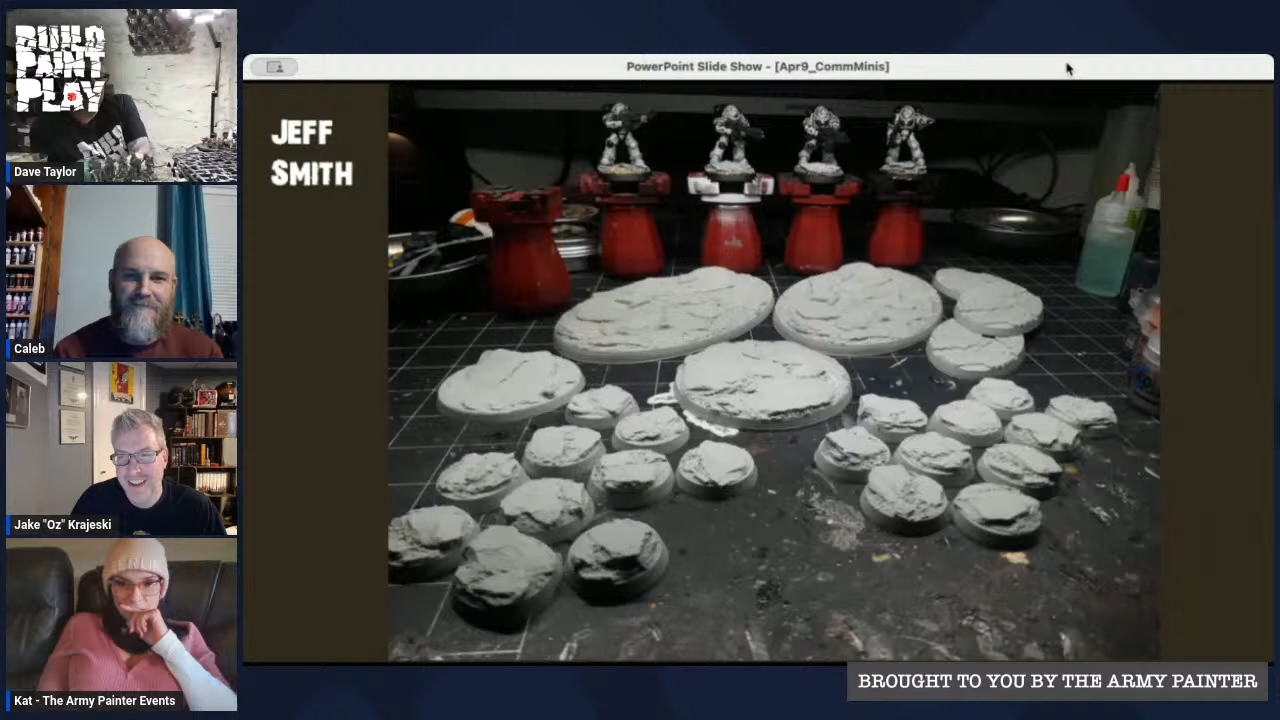 BUILD
PAINT
PLAY
Dave Taylor
Caleb
Jake "Oz" Krajeski
Kat - The Army Painter Events
PowerPoint Slide Show - [Apr9_CommMinis]
JEFF
SMITH
BROUGHT TO YOU BY THE ARMY PAINTER